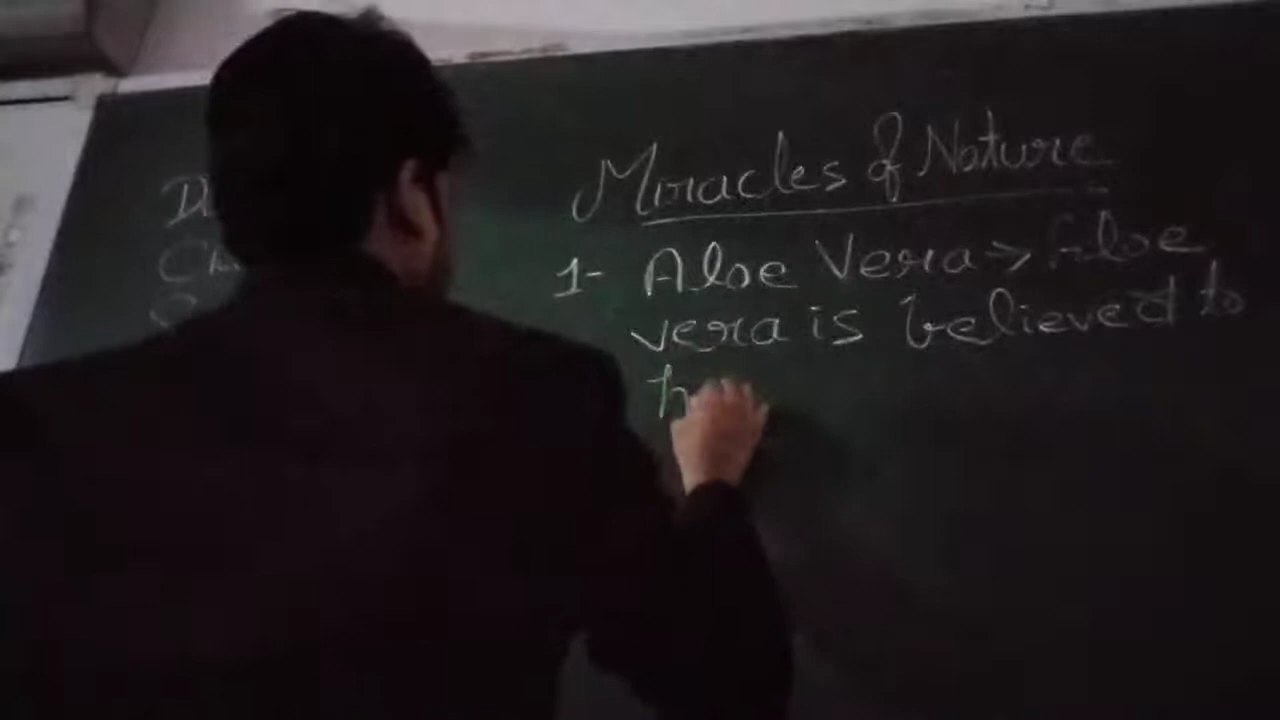 Miracles of Nature
1- Aloe Vera > Aloe
vera is believed to